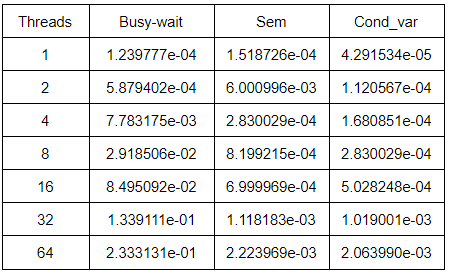 Threads Busy-wait Sem Cond_var
1 1.239777e-04 1.518726e-04 4.291534e-05
2 5.879402e-04 6.000996e-03 1.120567e-04
4 7.783175e-03 2.830029e-04 1.680851e-04
8 2.918506e-02 8.199215e-04 2.830029e-04
16 8.495092e-02 6.999969e-04 5.028248e-04
32 1.339111e-01 1.118183e-03 1.019001e-03
64 2.333131e-01 2.223969e-03 2.063990e-03